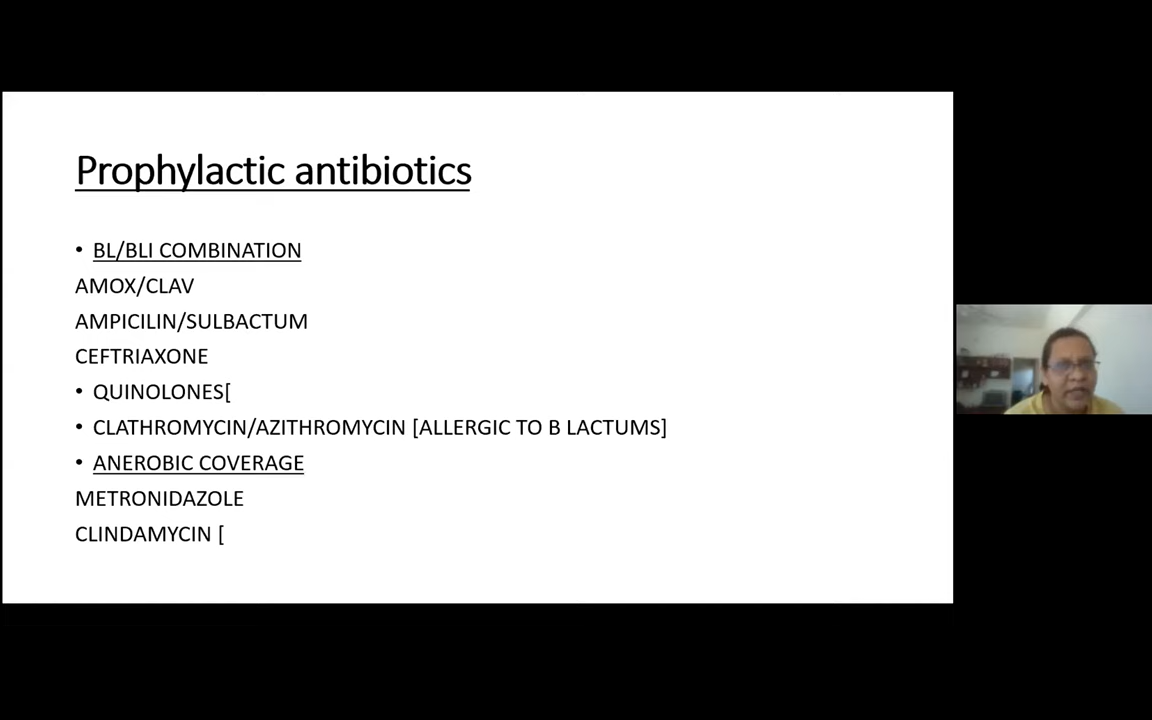 Prophylactic antibiotics
• BL/BLI COMBINATION
AMOX/CLAV
AMPICILIN/SULBACTUM
CEFTRIAXONE
• QUINOLONES[
• CLATHROMYCIN/AZITHROMYCIN [ALLERGIC TO B LACTUMS]
• ANEROBIC COVERAGE
METRONIDAZOLE
CLINDAMYCIN [